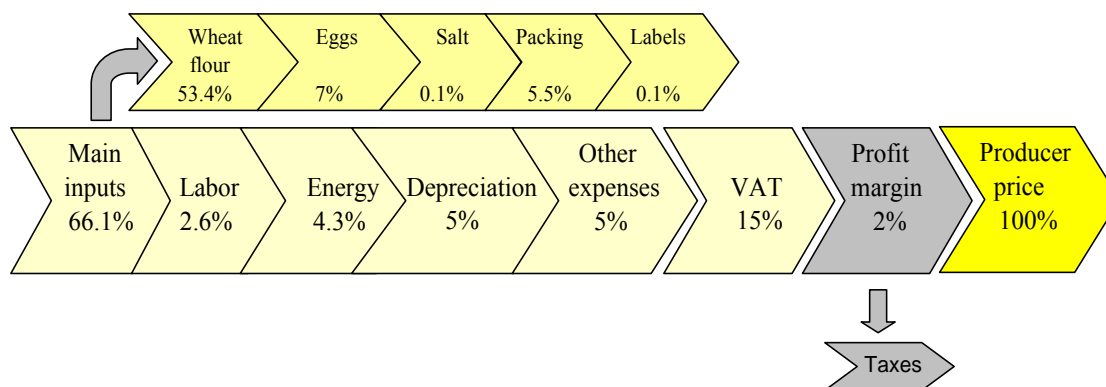 Wheat
flour
53.4%
Eggs
7%
Salt
0.1%
Packing
5.5%
Labels
0.1%
Main
inputs
66.1%
Labor
2.6%
Energy
4.3%
Depreciation
5%
Other
expenses
5%
VAT
15%
Profit
margin
2%
Producer
price
100%
Taxes